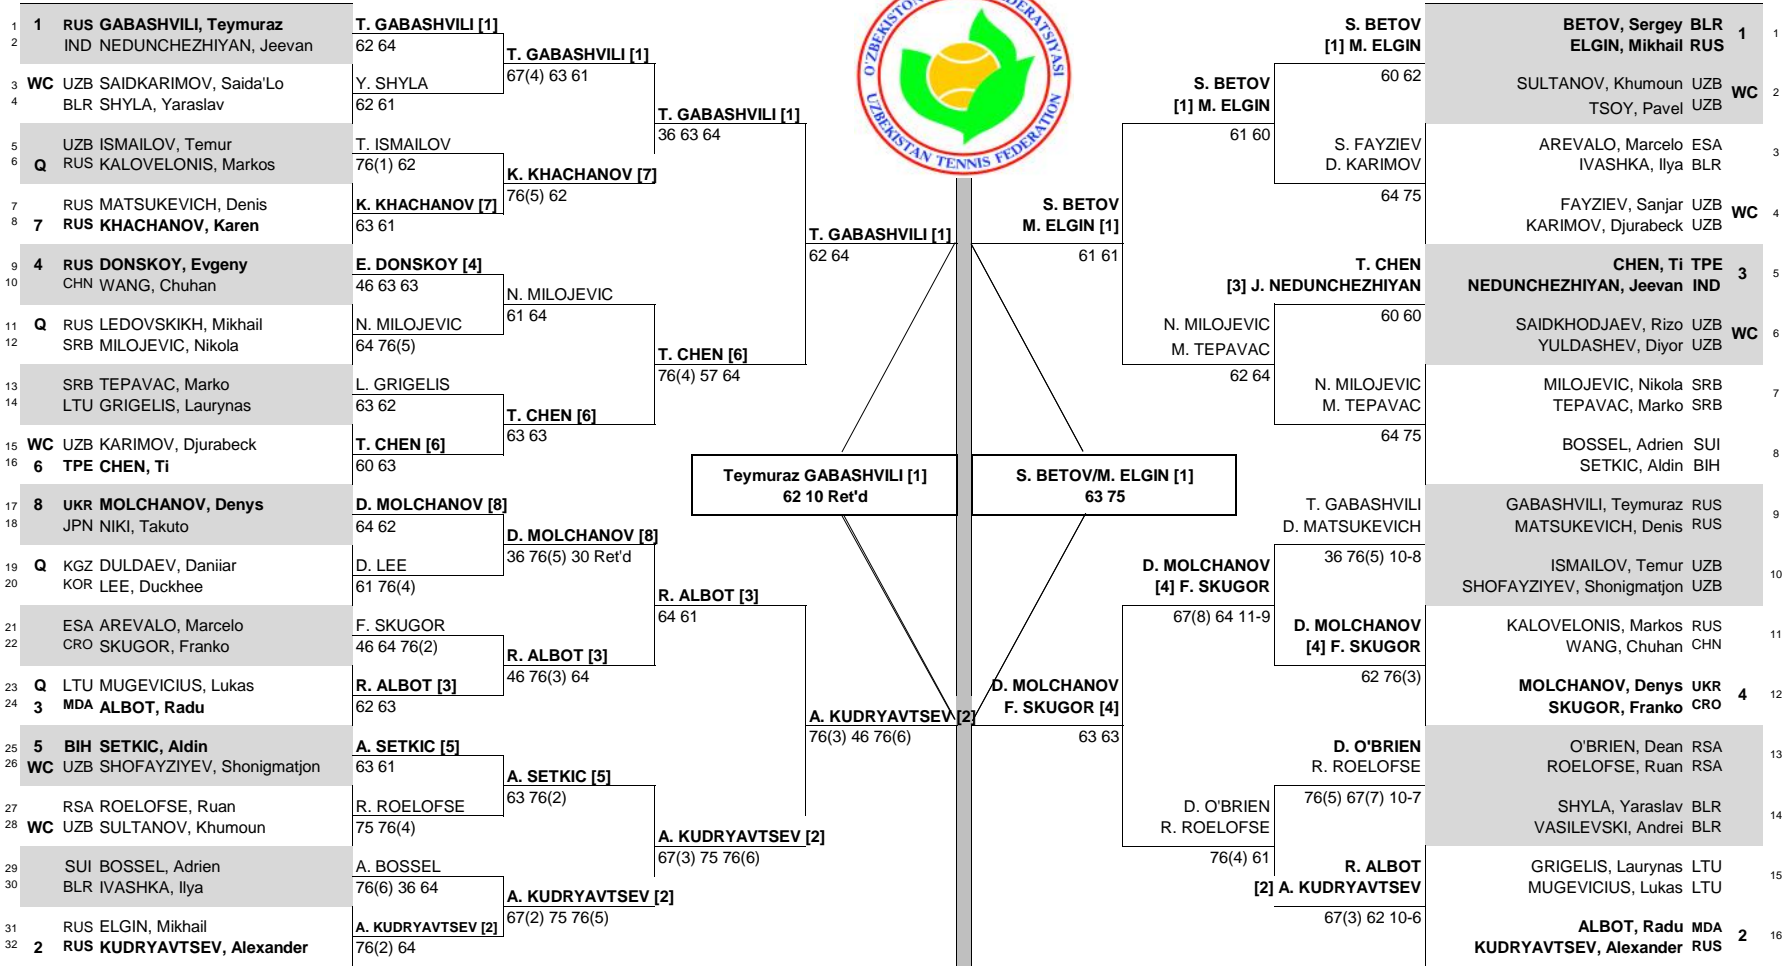 1 1 RUS GABASHVILI, Teymuraz
2 IND NEDUNCHEZHIYAN, Jeevan
3 WC UZB SAIDKARIMOV, Saida'Lo
4 BLR SHYLA, Yaraslav
5 UZB ISMAILOV, Temur
6 Q RUS KALOVELONIS, Markos
7 RUS MATSUKEVICH, Denis
8 7 RUS KHACHANOV, Karen
9 4 RUS DONSKOY, Evgeny
10 CHN WANG, Chuhan
11 Q RUS LEDOVSKIKH, Mikhail
12 SRB MILOJEVIC, Nikola
13 SRB TEPAVAC, Marko
14 LTU GRIGELIS, Laurynas
15 WC UZB KARIMOV, Djurabeck
16 6 TPE CHEN, Ti
17 8 UKR MOLCHANOV, Denys
18 JPN NIKI, Takuto
19 Q KGZ DULDAEV, Daniiar
20 KOR LEE, Duckhee
21 ESA AREVALO, Marcelo
22 CRO SKUGOR, Franko
23 Q LTU MUGEVICIUS, Lukas
24 3 MDA ALBOT, Radu
25 5 BIH SETKIC, Aldin
26 WC UZB SHOFAYZIYEV, Shonigmatjon
27 RSA ROELOFSE, Ruan
28 WC UZB SULTANOV, Khumoun
29 SUI BOSSEL, Adrien
30 BLR IVASHKA, Ilya
31 RUS ELGIN, Mikhail
32 2 RUS KUDRYAVTSEV, Alexander
T. GABASHVILI [1]
62 64
Y. SHYLA
62 61
T. ISMAILOV
76(1) 62
K. KHACHANOV [7]
63 61
E. DONSKOY [4]
46 63 63
N. MILOJEVIC
64 76(5)
L. GRIGELIS
63 62
T. CHEN [6]
60 63
D. MOLCHANOV [8]
64 62
D. LEE
61 76(4)
F. SKUGOR
46 64 76(2)
R. ALBOT [3]
62 63
A. SETKIC [5]
63 61
R. ROELOFSE
75 76(4)
A. BOSSEL
76(6) 36 64
A. KUDRYAVTSEV [2]
76(2) 64
T. GABASHVILI [1]
67(4) 63 61
K. KHACHANOV [7]
76(5) 62
N. MILOJEVIC
61 64
T. CHEN [6]
63 63
D. MOLCHANOV [8]
36 76(5) 30 Ret'd
R. ALBOT [3]
46 76(3) 64
A. SETKIC [5]
63 76(2)
A. KUDRYAVTSEV [2]
67(2) 75 76(5)
T. GABASHVILI [1]
36 63 64
T. CHEN [6]
76(4) 57 64
R. ALBOT [3]
64 61
A. KUDRYAVTSEV [2]
67(3) 75 76(6)
T. GABASHVILI [1]
62 64
A. KUDRYAVTSEV [2]
76(3) 46 76(6)
Teymuraz GABASHVILI [1]
62 10 Ret'd
UZBEKISTAN TENNIS FEDERATION
S. BETOV/M. ELGIN [1]
63 75
S. BETOV
M. ELGIN [1]
61 61
D. MOLCHANOV
F. SKUGOR [4]
63 63
S. BETOV
[1] M. ELGIN
61 60
N. MILOJEVIC
M. TEPAVAC
62 64
D. MOLCHANOV
[4] F. SKUGOR
67(8) 64 11-9
D. O'BRIEN
R. ROELOFSE
76(4) 61
S. BETOV
[1] M. ELGIN
60 62
S. FAYZIEV
D. KARIMOV
64 75
T. CHEN
[3] J. NEDUNCHEZHIYAN
60 60
N. MILOJEVIC
M. TEPAVAC
64 75
T. GABASHVILI
D. MATSUKEVICH
36 76(5) 10-8
D. MOLCHANOV
[4] F. SKUGOR
62 76(3)
D. O'BRIEN
R. ROELOFSE
76(5) 67(7) 10-7
R. ALBOT
[2] A. KUDRYAVTSEV
67(3) 62 10-6
BETOV, Sergey BLR
ELGIN, Mikhail RUS
1 1
SULTANOV, Khumoun UZB
TSOY, Pavel UZB
WC 2
AREVALO, Marcelo ESA
IVASHKA, Ilya BLR
3
FAYZIEV, Sanjar UZB
KARIMOV, Djurabeck UZB
WC 4
CHEN, Ti TPE
NEDUNCHEZHIYAN, Jeevan IND
3 5
SAIDKHODJAEV, Rizo UZB
YULDASHEV, Diyor UZB
WC 6
MILOJEVIC, Nikola SRB
TEPAVAC, Marko SRB
7
BOSSEL, Adrien SUI
SETKIC, Aldin BIH
8
GABASHVILI, Teymuraz RUS
MATSUKEVICH, Denis RUS
9
ISMAILOV, Temur UZB
SHOFAYZIYEV, Shonigmatjon UZB
10
KALOVELONIS, Markos RUS
WANG, Chuhan CHN
11
MOLCHANOV, Denys UKR
SKUGOR, Franko CRO
4 12
O'BRIEN, Dean RSA
ROELOFSE, Ruan RSA
13
SHYLA, Yaraslav BLR
VASILEVSKI, Andrei BLR
14
GRIGELIS, Laurynas LTU
MUGEVICIUS, Lukas LTU
15
ALBOT, Radu MDA
KUDRYAVTSEV, Alexander RUS
2 16